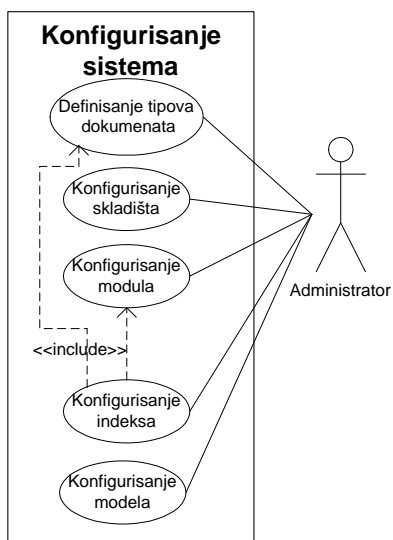 Konfigurisanje
sistema
Definisanje tipova
dokumenata
Konfigurisanje
skladišta
Konfigurisanje
modula
Administrator
<<include>>
Konfigurisanje
indeksa
Konfigurisanje
modela